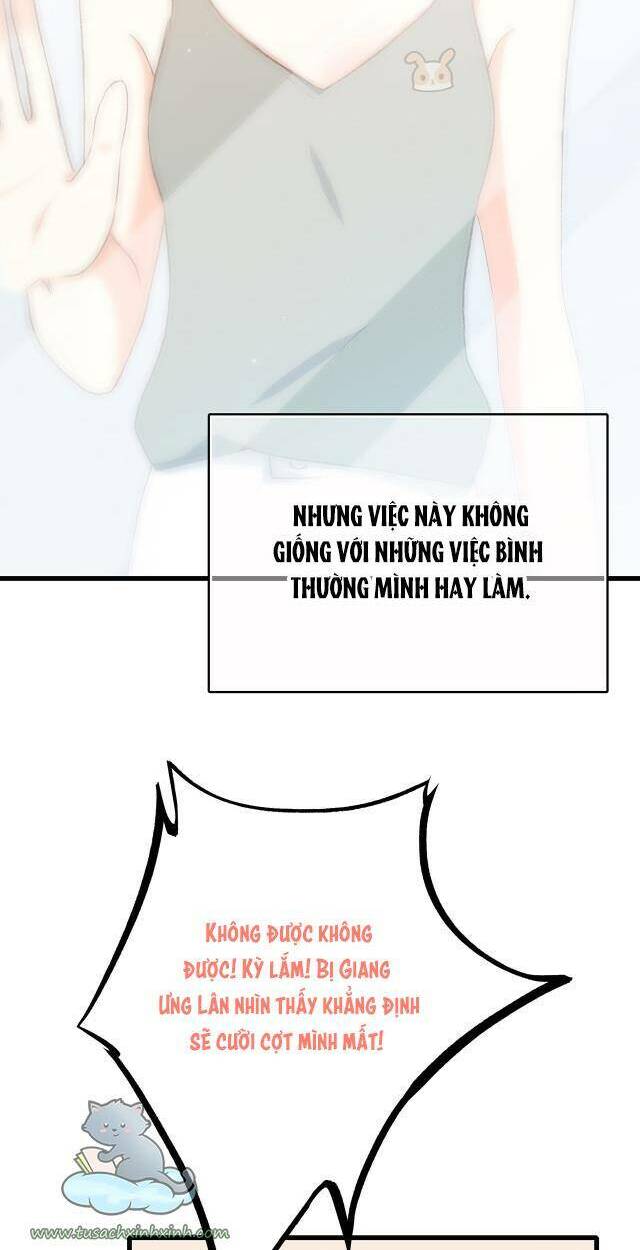 NHƯNG VIỆC NÀY KHÔNG
GIỐNG VỚI NHỮNG VIỆC BÌNH
THƯỜNG MÌNH HAY LÀM.
KHÔNG ĐƯỢC KHÔNG
ĐƯỢC! KỲ LẮM! BỊ GIANG
ƯNG LÂN NHÌN THẤY KHẲNG ĐỊNH
SẼ CƯỜI CỢT MÌNH MẤT!
www.tusachxinhxinh.com